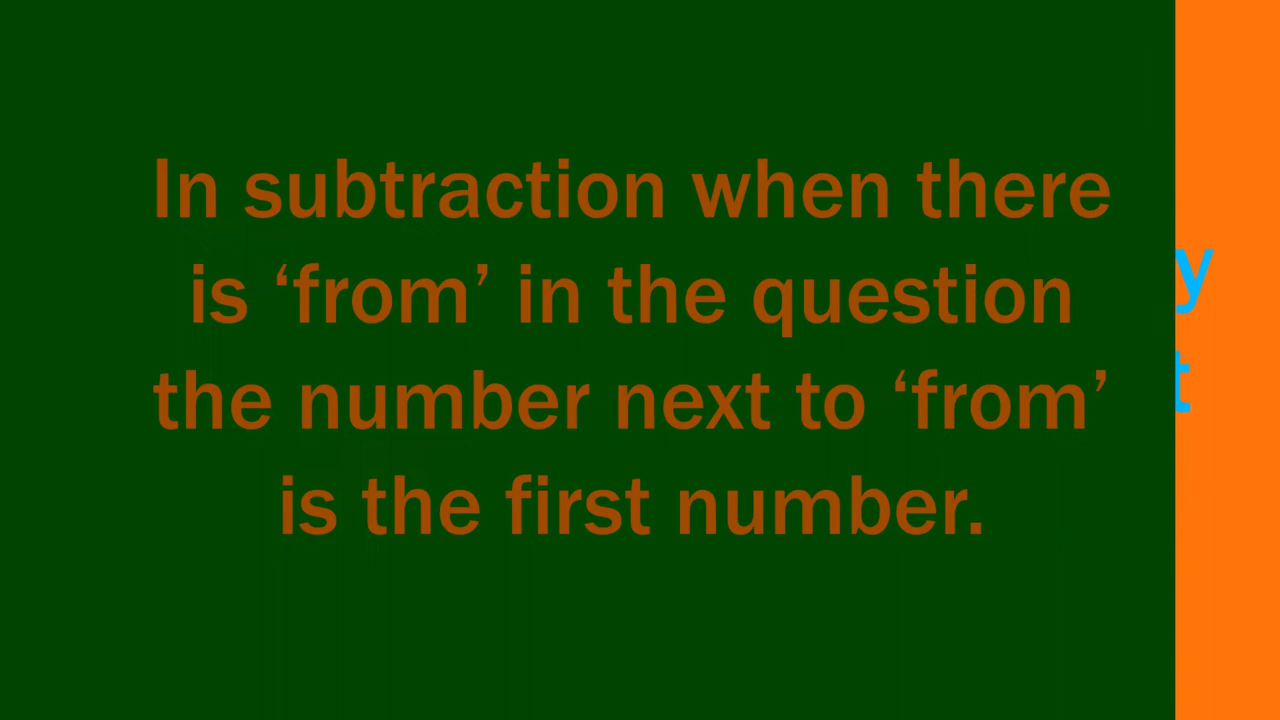 In subtraction when there
is ‘from’ in the question
the number next to ‘from’
is the first number.
y
t